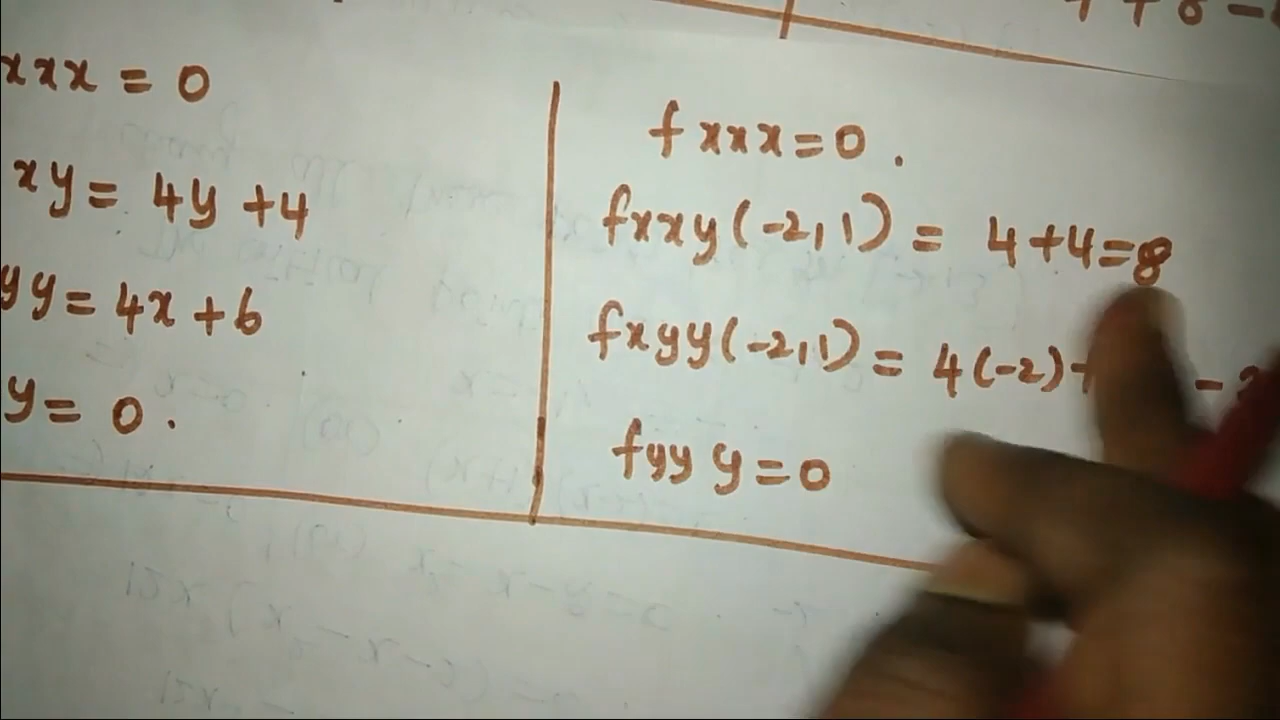 xxx = 0
xy = 4y + 4
yy = 4x + 6
y = 0 .
fxxx = 0 .
fxxy(-2,1) = 4+4=8
fxyy(-2,1) = 4(-2)+
fyyy = 0